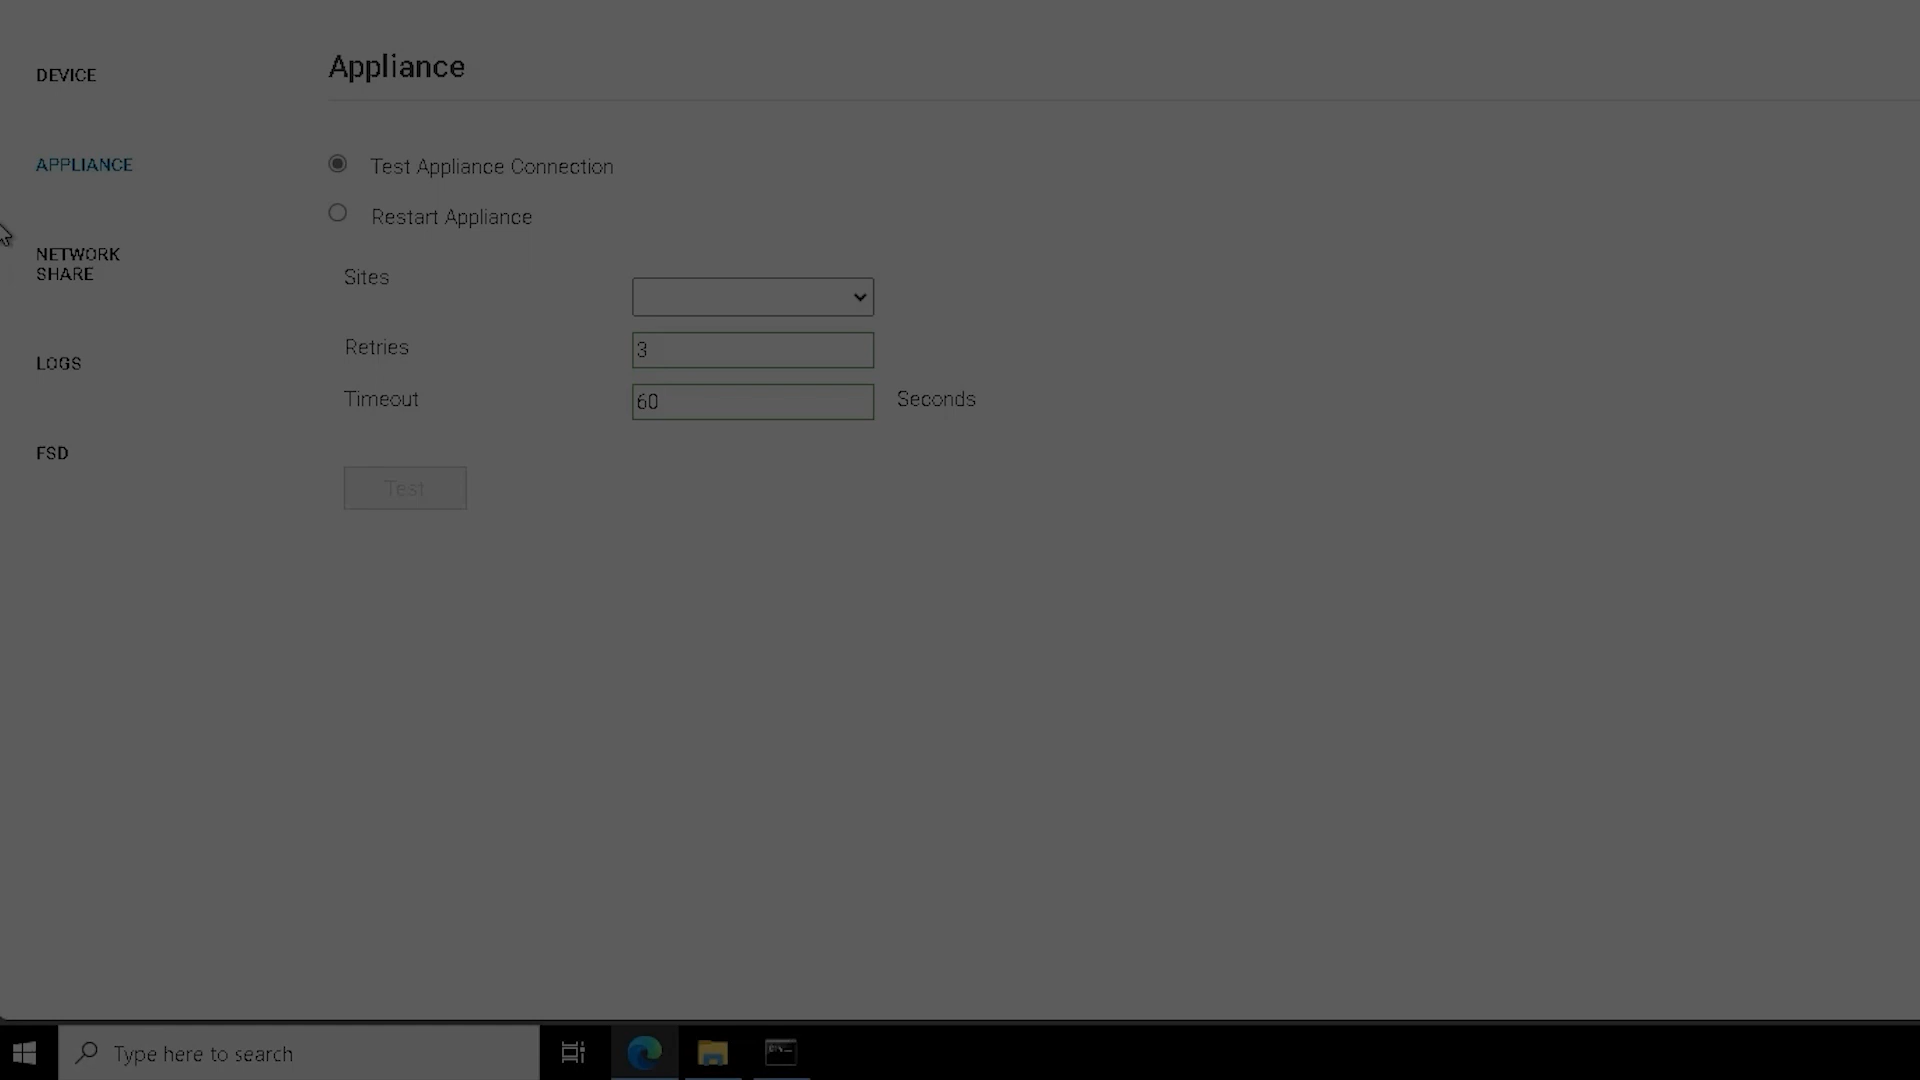 DEVICE
Appliance
APPLIANCE
Test Appliance Connection
Restart Appliance
NETWORK
SHARE
Sites
Retries
3
LOGS
Timeout
60
Seconds
FSD
Test
Type here to search